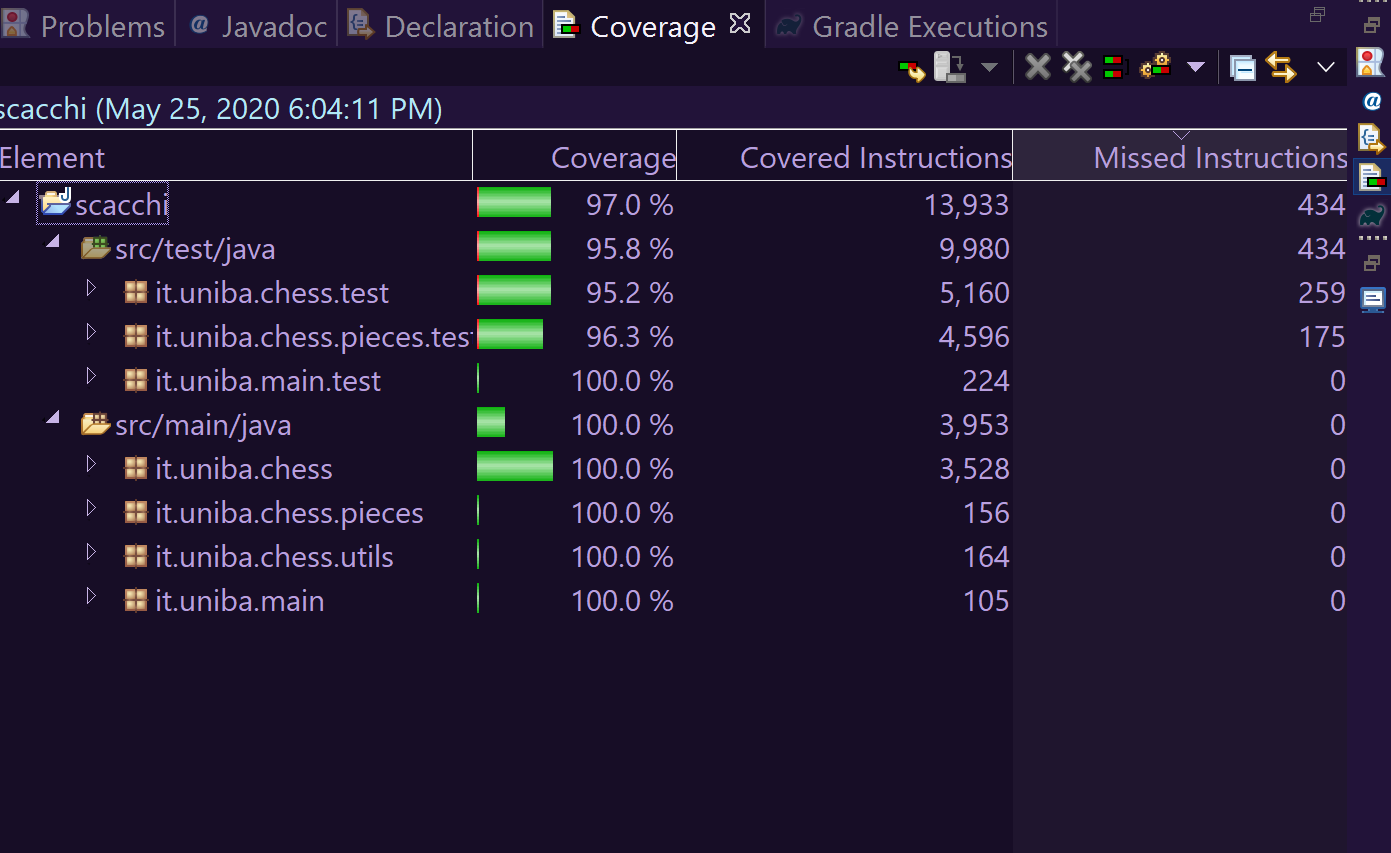 Problems @ Javadoc Declaration Coverage Gradle Executions
scacchi (May 25, 2020 6:04:11 PM)
Element Coverage Covered Instructions Missed Instructions
scacchi 97.0 % 13,933 434
src/test/java 95.8 % 9,980 434
it.uniba.chess.test 95.2 % 5,160 259
it.uniba.chess.pieces.test 96.3 % 4,596 175
it.uniba.main.test 100.0 % 224 0
src/main/java 100.0 % 3,953 0
it.uniba.chess 100.0 % 3,528 0
it.uniba.chess.pieces 100.0 % 156 0
it.uniba.chess.utils 100.0 % 164 0
it.uniba.main 100.0 % 105 0